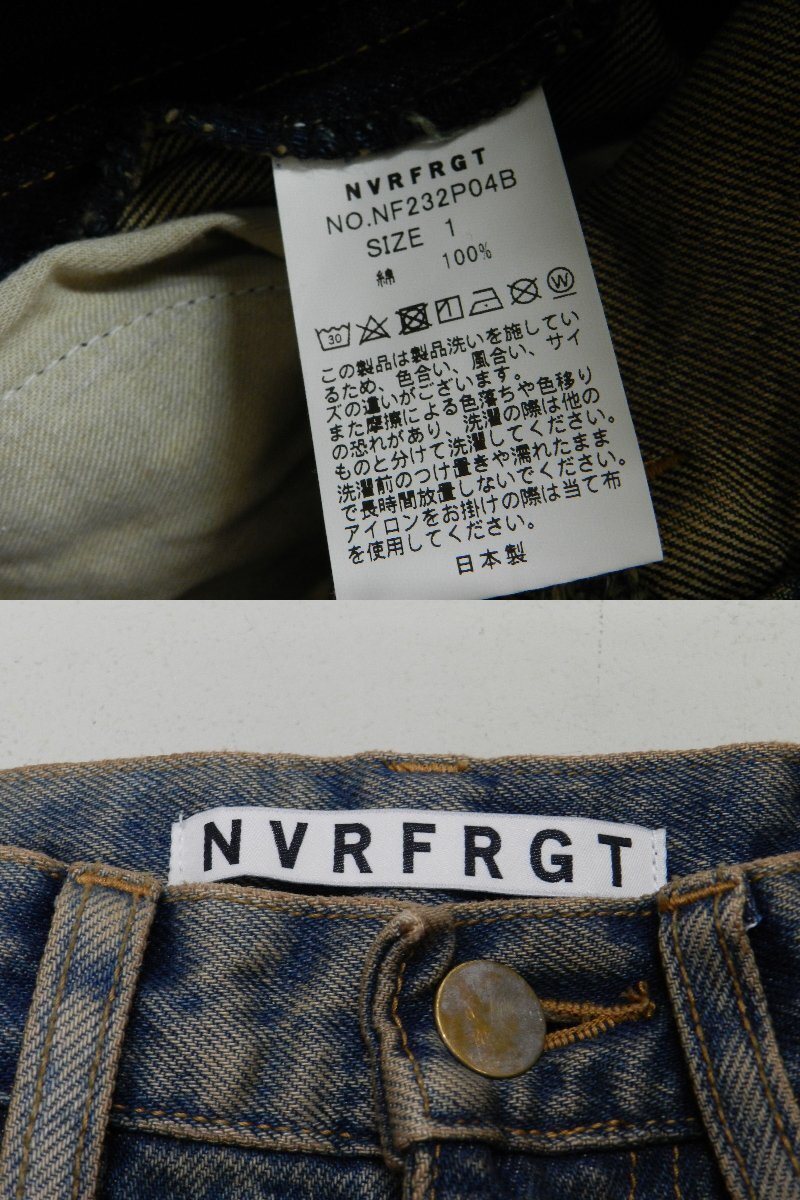 NVRFRGT
NO.NF232P04B
SIZE 1
綿 100%
30 W
この製品は製品洗いを施してい
るため、色合い、風合い、サイ
ズの違いがございます。
また摩擦による色落ちや色移り
の恐れがあり、洗濯の際は他の
ものと分けて洗濯してください。
洗濯前のつけ置きや濡れたまま
で長時間放置しないでください。
アイロンをお掛けの際は当て布
を使用してください。
日本製
NVRFRGT